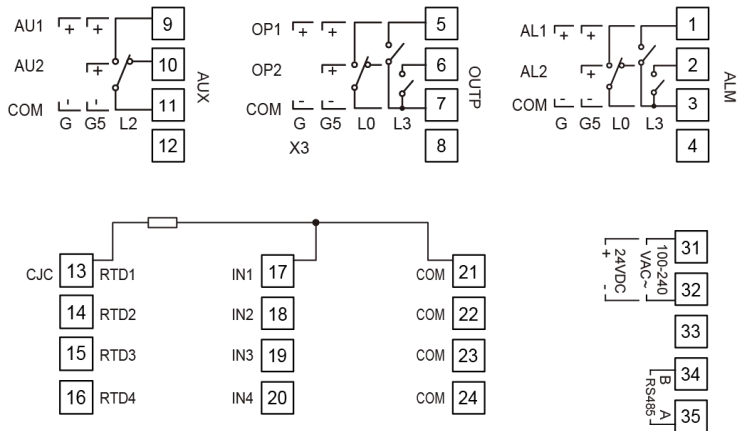 AU1 + + 9
AU2 + 10
COM - - 11
G G5 L2
12
AUX
OP1 + + 5
OP2 + 6
COM - - 7
G G5 L0 L3
X3 8
OUTP
AL1 + + 1
AL2 + 2
COM - - 3
G G5 L0 L3
4
ALM
CJC 13 RTD1
14 RTD2
15 RTD3
16 RTD4
IN1 17
IN2 18
IN3 19
IN4 20
COM 21
COM 22
COM 23
COM 24
31
32
33
34
35
100-240
VAC~
+ 24VDC -
B A
RS485